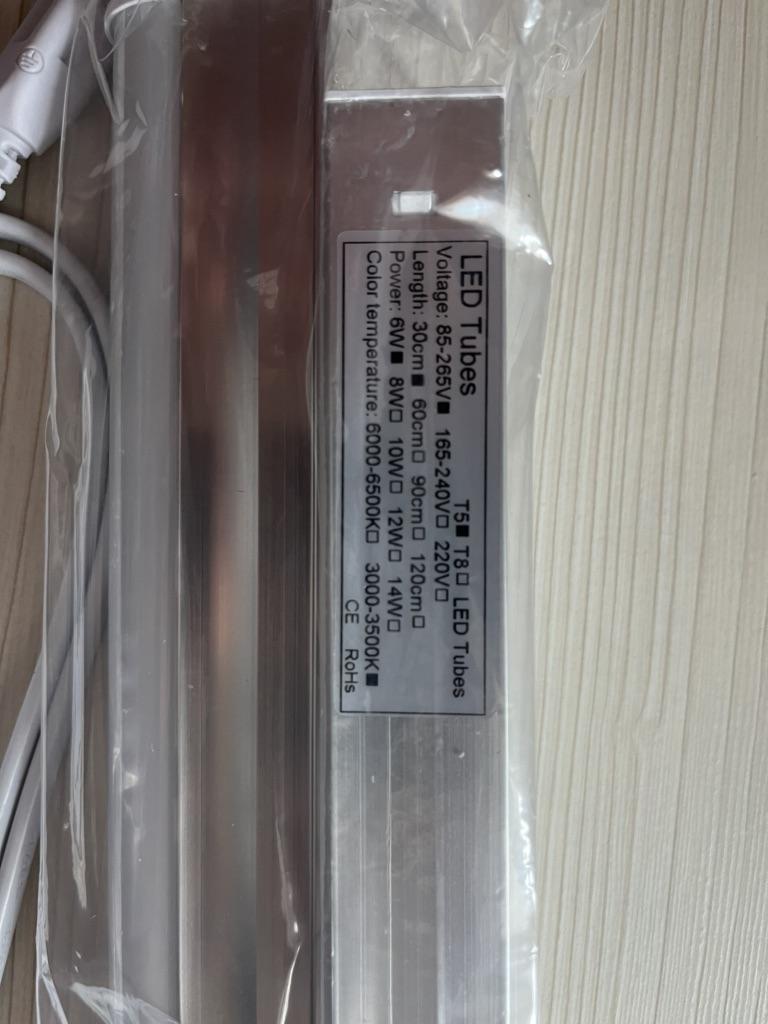 LED Tubes
T5■ T8□ LED Tubes
Voltage: 85-265V■ 165-240V□ 220V□
Length: 30cm■ 60cm□ 90cm□ 120cm□
Power: 6W■ 8W□ 10W□ 12W□ 14W□
Color temperature: 6000-6500K□ 3000-3500K■
CE RoHs